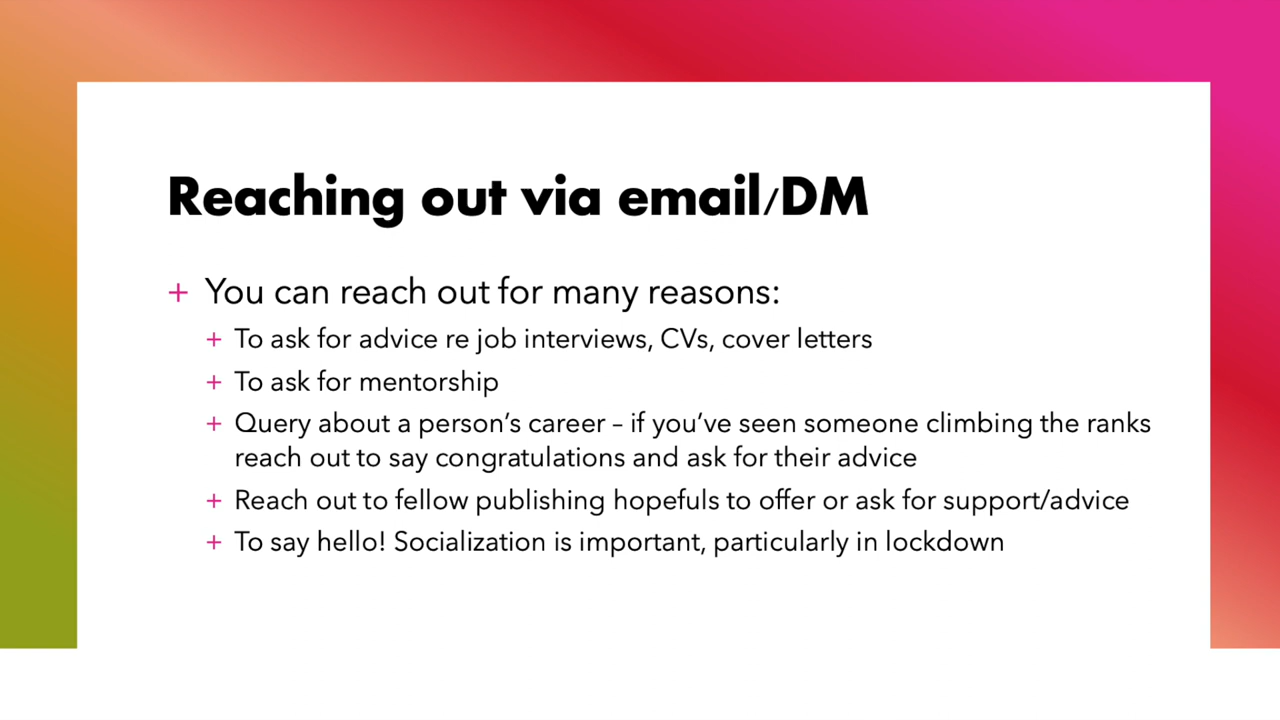 Reaching out via email/DM
+ You can reach out for many reasons:
+ To ask for advice re job interviews, CVs, cover letters
+ To ask for mentorship
+ Query about a person’s career – if you’ve seen someone climbing the ranks
reach out to say congratulations and ask for their advice
+ Reach out to fellow publishing hopefuls to offer or ask for support/advice
+ To say hello! Socialization is important, particularly in lockdown